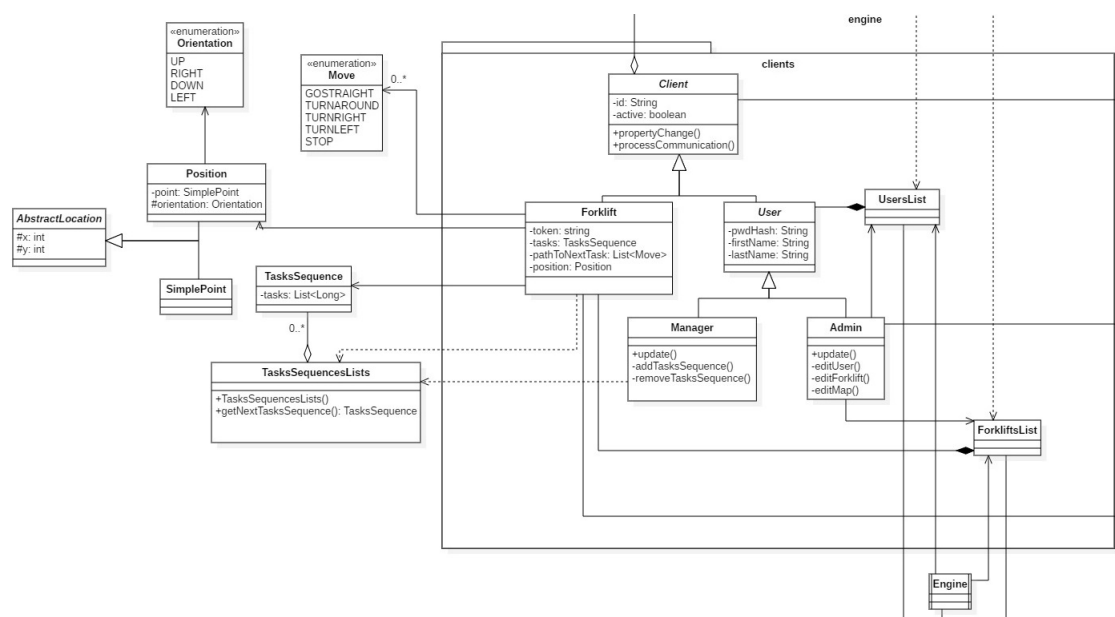 engine
«enumeration»
Orientation
UP
RIGHT
DOWN
LEFT
«enumeration»
Move
GOSTRAIGHT
TURNAROUND
TURNRIGHT
TURNLEFT
STOP
0..*
clients
Client
-id: String
-active: boolean
+propertyChange()
+processCommunication()
Position
-point: SimplePoint
#orientation: Orientation
AbstractLocation
#x: int
#y: int
SimplePoint
Forklift
-token: string
-tasks: TasksSequence
-pathToNextTask: List<Move>
-position: Position
User
-pwdHash: String
-firstName: String
-lastName: String
UsersList
TasksSequence
-tasks: List<Long>
0..*
Manager
+update()
-addTasksSequence()
-removeTasksSequence()
Admin
+update()
-editUser()
-editForklift()
-editMap()
TasksSequencesLists
+TasksSequencesLists()
+getNextTasksSequence(): TasksSequence
ForkliftsList
Engine